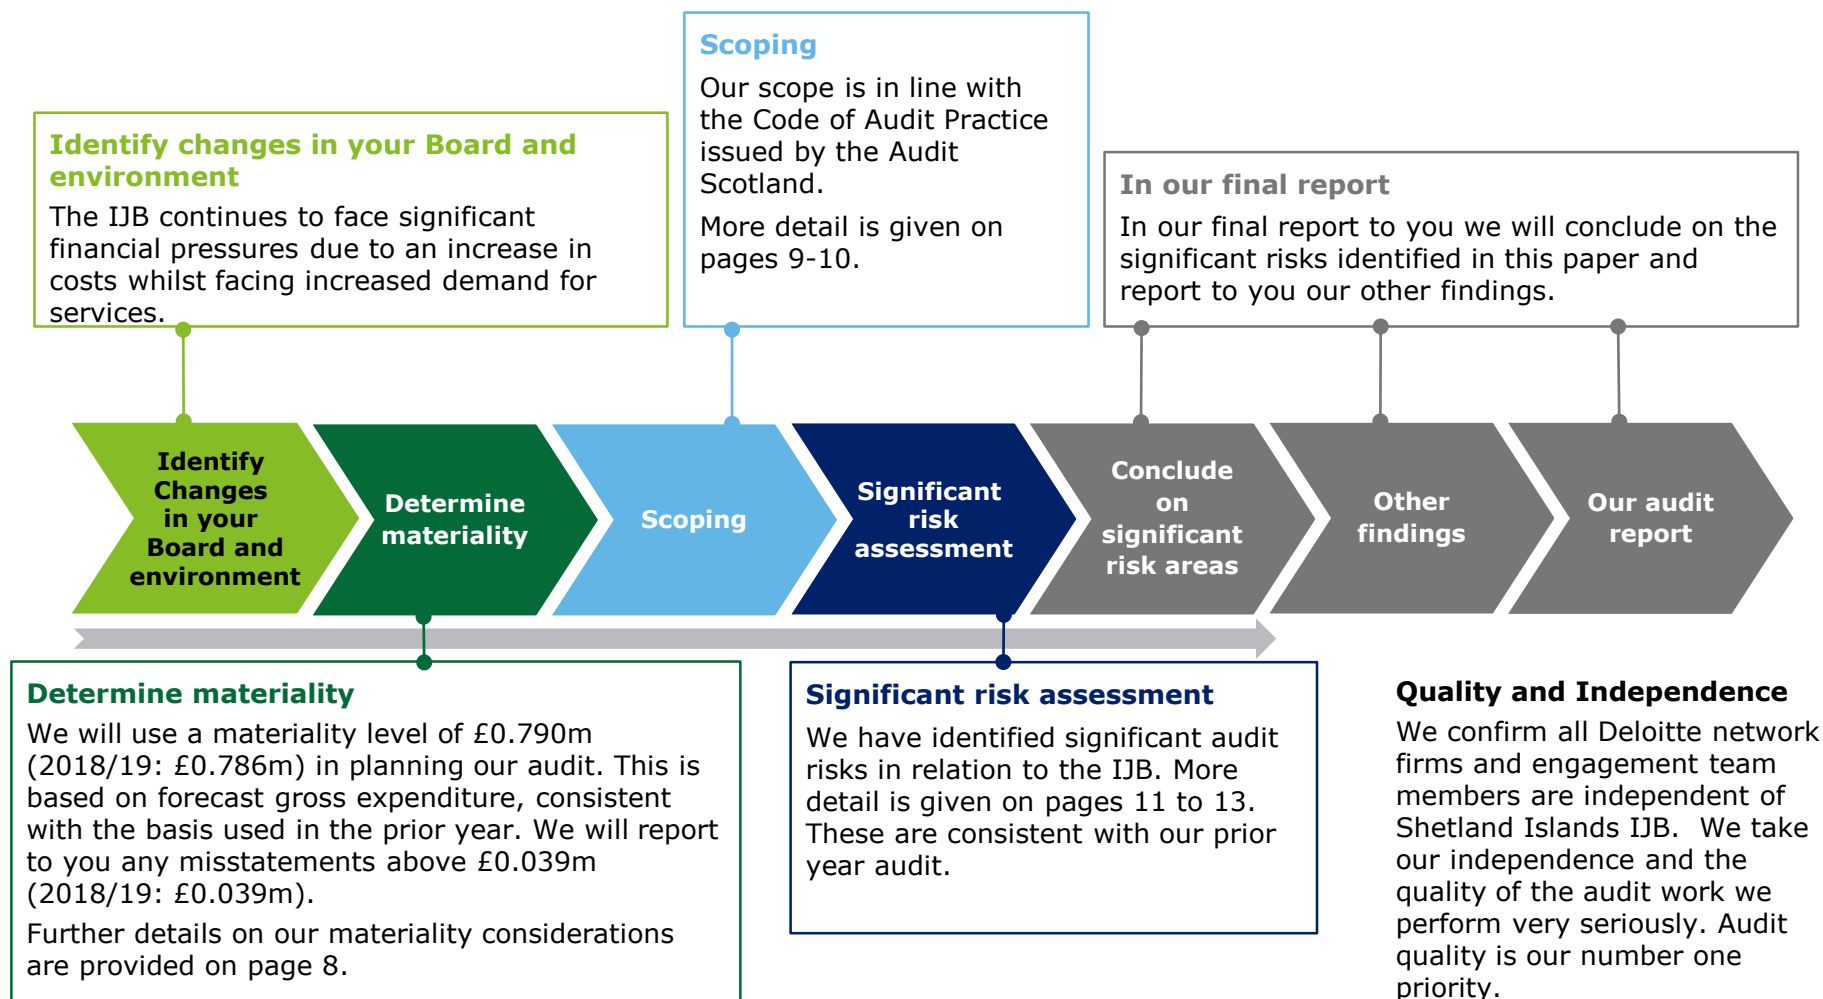 Scoping
Our scope is in line with
the Code of Audit Practice
issued by the Audit
Scotland.
More detail is given on
pages 9-10.
Identify changes in your Board and
environment
The IJB continues to face significant
financial pressures due to an increase in
costs whilst facing increased demand for
services.
In our final report
In our final report to you we will conclude on the
significant risks identified in this paper and
report to you our other findings.
Identify
Changes
in your
Board and
environment
Determine
materiality
Scoping
Significant
risk
assessment
Conclude
on
significant
risk areas
Other
findings
Our audit
report
Determine materiality
We will use a materiality level of £0.790m
(2018/19: £0.786m) in planning our audit. This is
based on forecast gross expenditure, consistent
with the basis used in the prior year. We will report
to you any misstatements above £0.039m
(2018/19: £0.039m).
Further details on our materiality considerations
are provided on page 8.
Significant risk assessment
We have identified significant audit
risks in relation to the IJB. More
detail is given on pages 11 to 13.
These are consistent with our prior
year audit.
Quality and Independence
We confirm all Deloitte network
firms and engagement team
members are independent of
Shetland Islands IJB. We take
our independence and the
quality of the audit work we
perform very seriously. Audit
quality is our number one
priority.